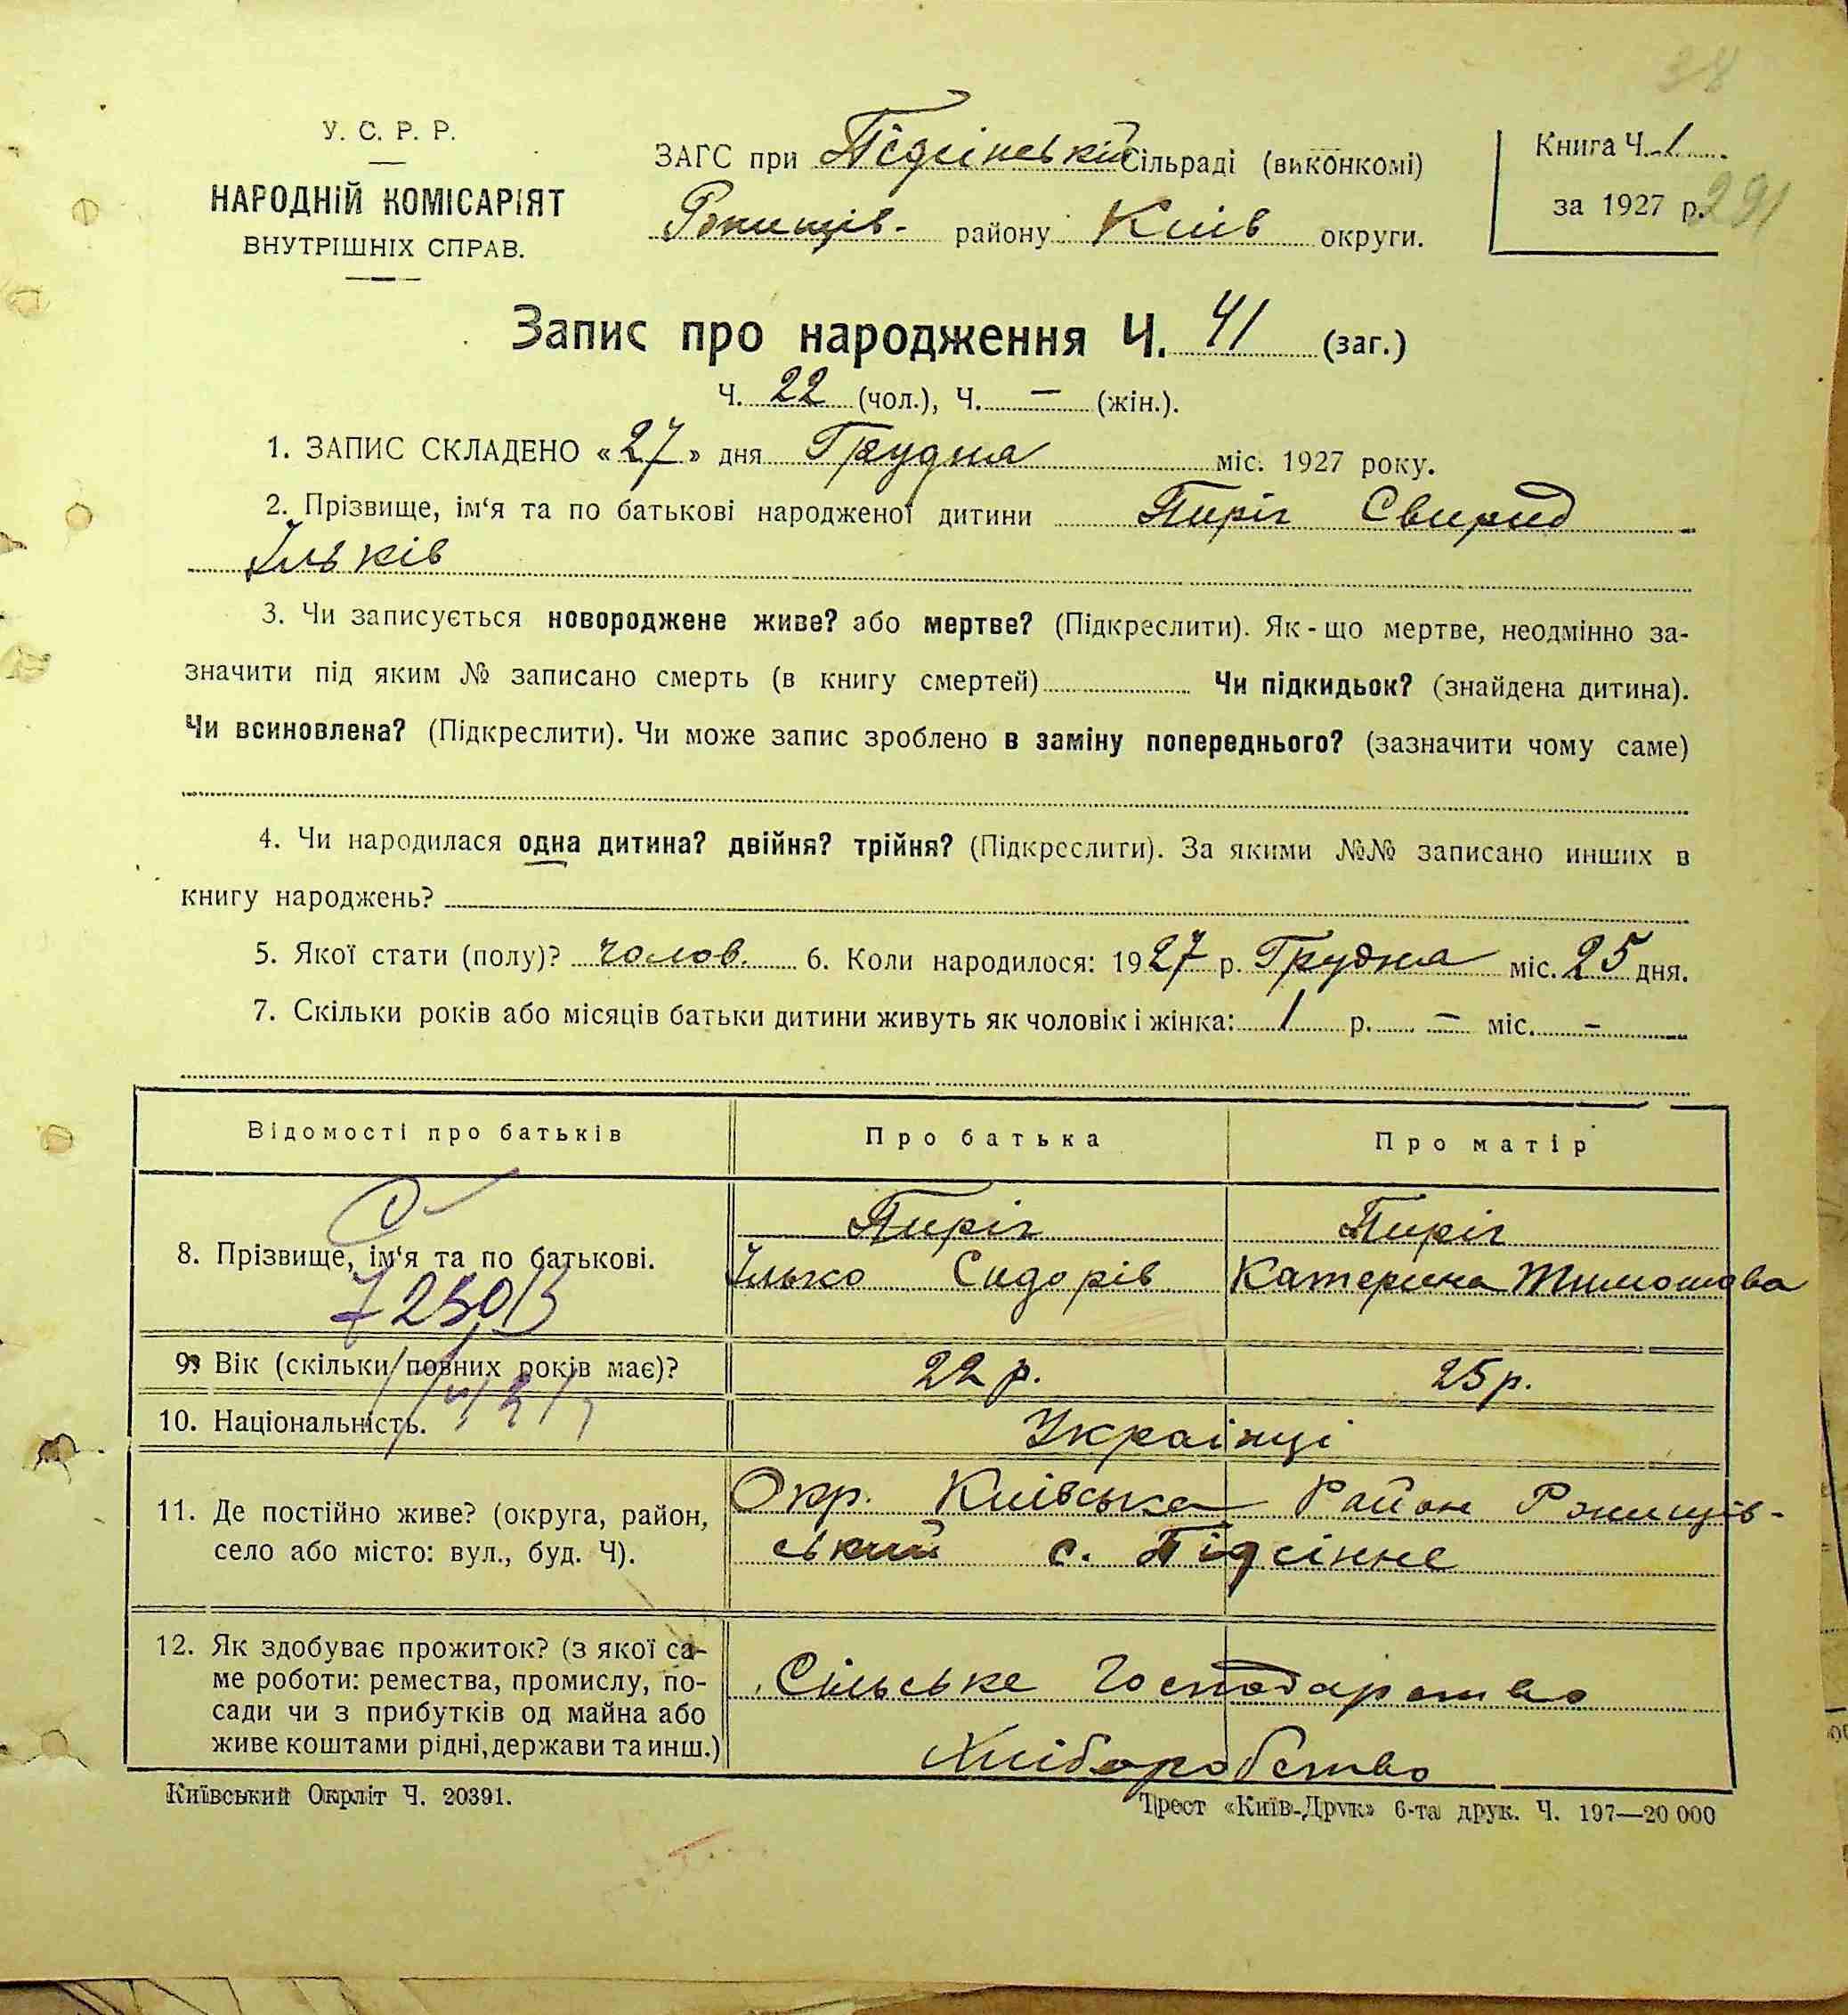 38
У. С. Р. Р.
НАРОДНІЙ КОМІСАРІЯТ
ВНУТРІШНІХ СПРАВ.
ЗАГС при Підсінській Сільраді (виконкомі)
Ржищів. району Київ округи.
Книга Ч. 1
за 1927 р.
291
Запис про народження Ч. 41 (заг.)
Ч. 22 (чол.), Ч. — (жін.).
1. ЗАПИС СКЛАДЕНО «27» дня Грудня міс. 1927 року.
2. Прізвище, ім'я та по батькові народженої дитини Пиріг Свирид
Ільків
3. Чи записується новороджене живе? або мертве? (Підкреслити). Як-що мертве, неодмінно за-
значити під яким № записано смерть (в книгу смертей) Чи підкидьок? (знайдена дитина).
Чи всиновлена? (Підкреслити). Чи може запис зроблено в заміну попереднього? (зазначити чому саме)
4. Чи народилася одна дитина? двійня? трійня? (Підкреслити). За якими №№ записано инших в
книгу народжень?
5. Якої стати (полу)? чолов. 6. Коли народилося: 1927 р. Грудня міс. 25 дня.
7. Скільки років або місяців батьки дитини живуть як чоловік і жінка: 1 р. — міс. —
Відомості про батьків Про батька Про матір
8. Прізвище, ім'я та по батькові.
Пиріг
Ілько Сидорів
Пиріг
Катерина Тимошова
9. Вік (скільки повних років має)? 22 р. 25 р.
10. Національність. Українці
11. Де постійно живе? (округа, район,
село або місто: вул., буд. Ч).
Окр. Київська Район Ржищів-
ський с. Підсінне
12. Як здобуває прожиток? (з якої са-
ме роботи: ремества, промислу, по-
сади чи з прибутків од майна або
живе коштами рідні, держави та инш.)
Сільське Господарство
Хліборобство
Київський Окрліт Ч. 20391.
Трест «Київ-Друк» 6-та друк. Ч. 197—20 000